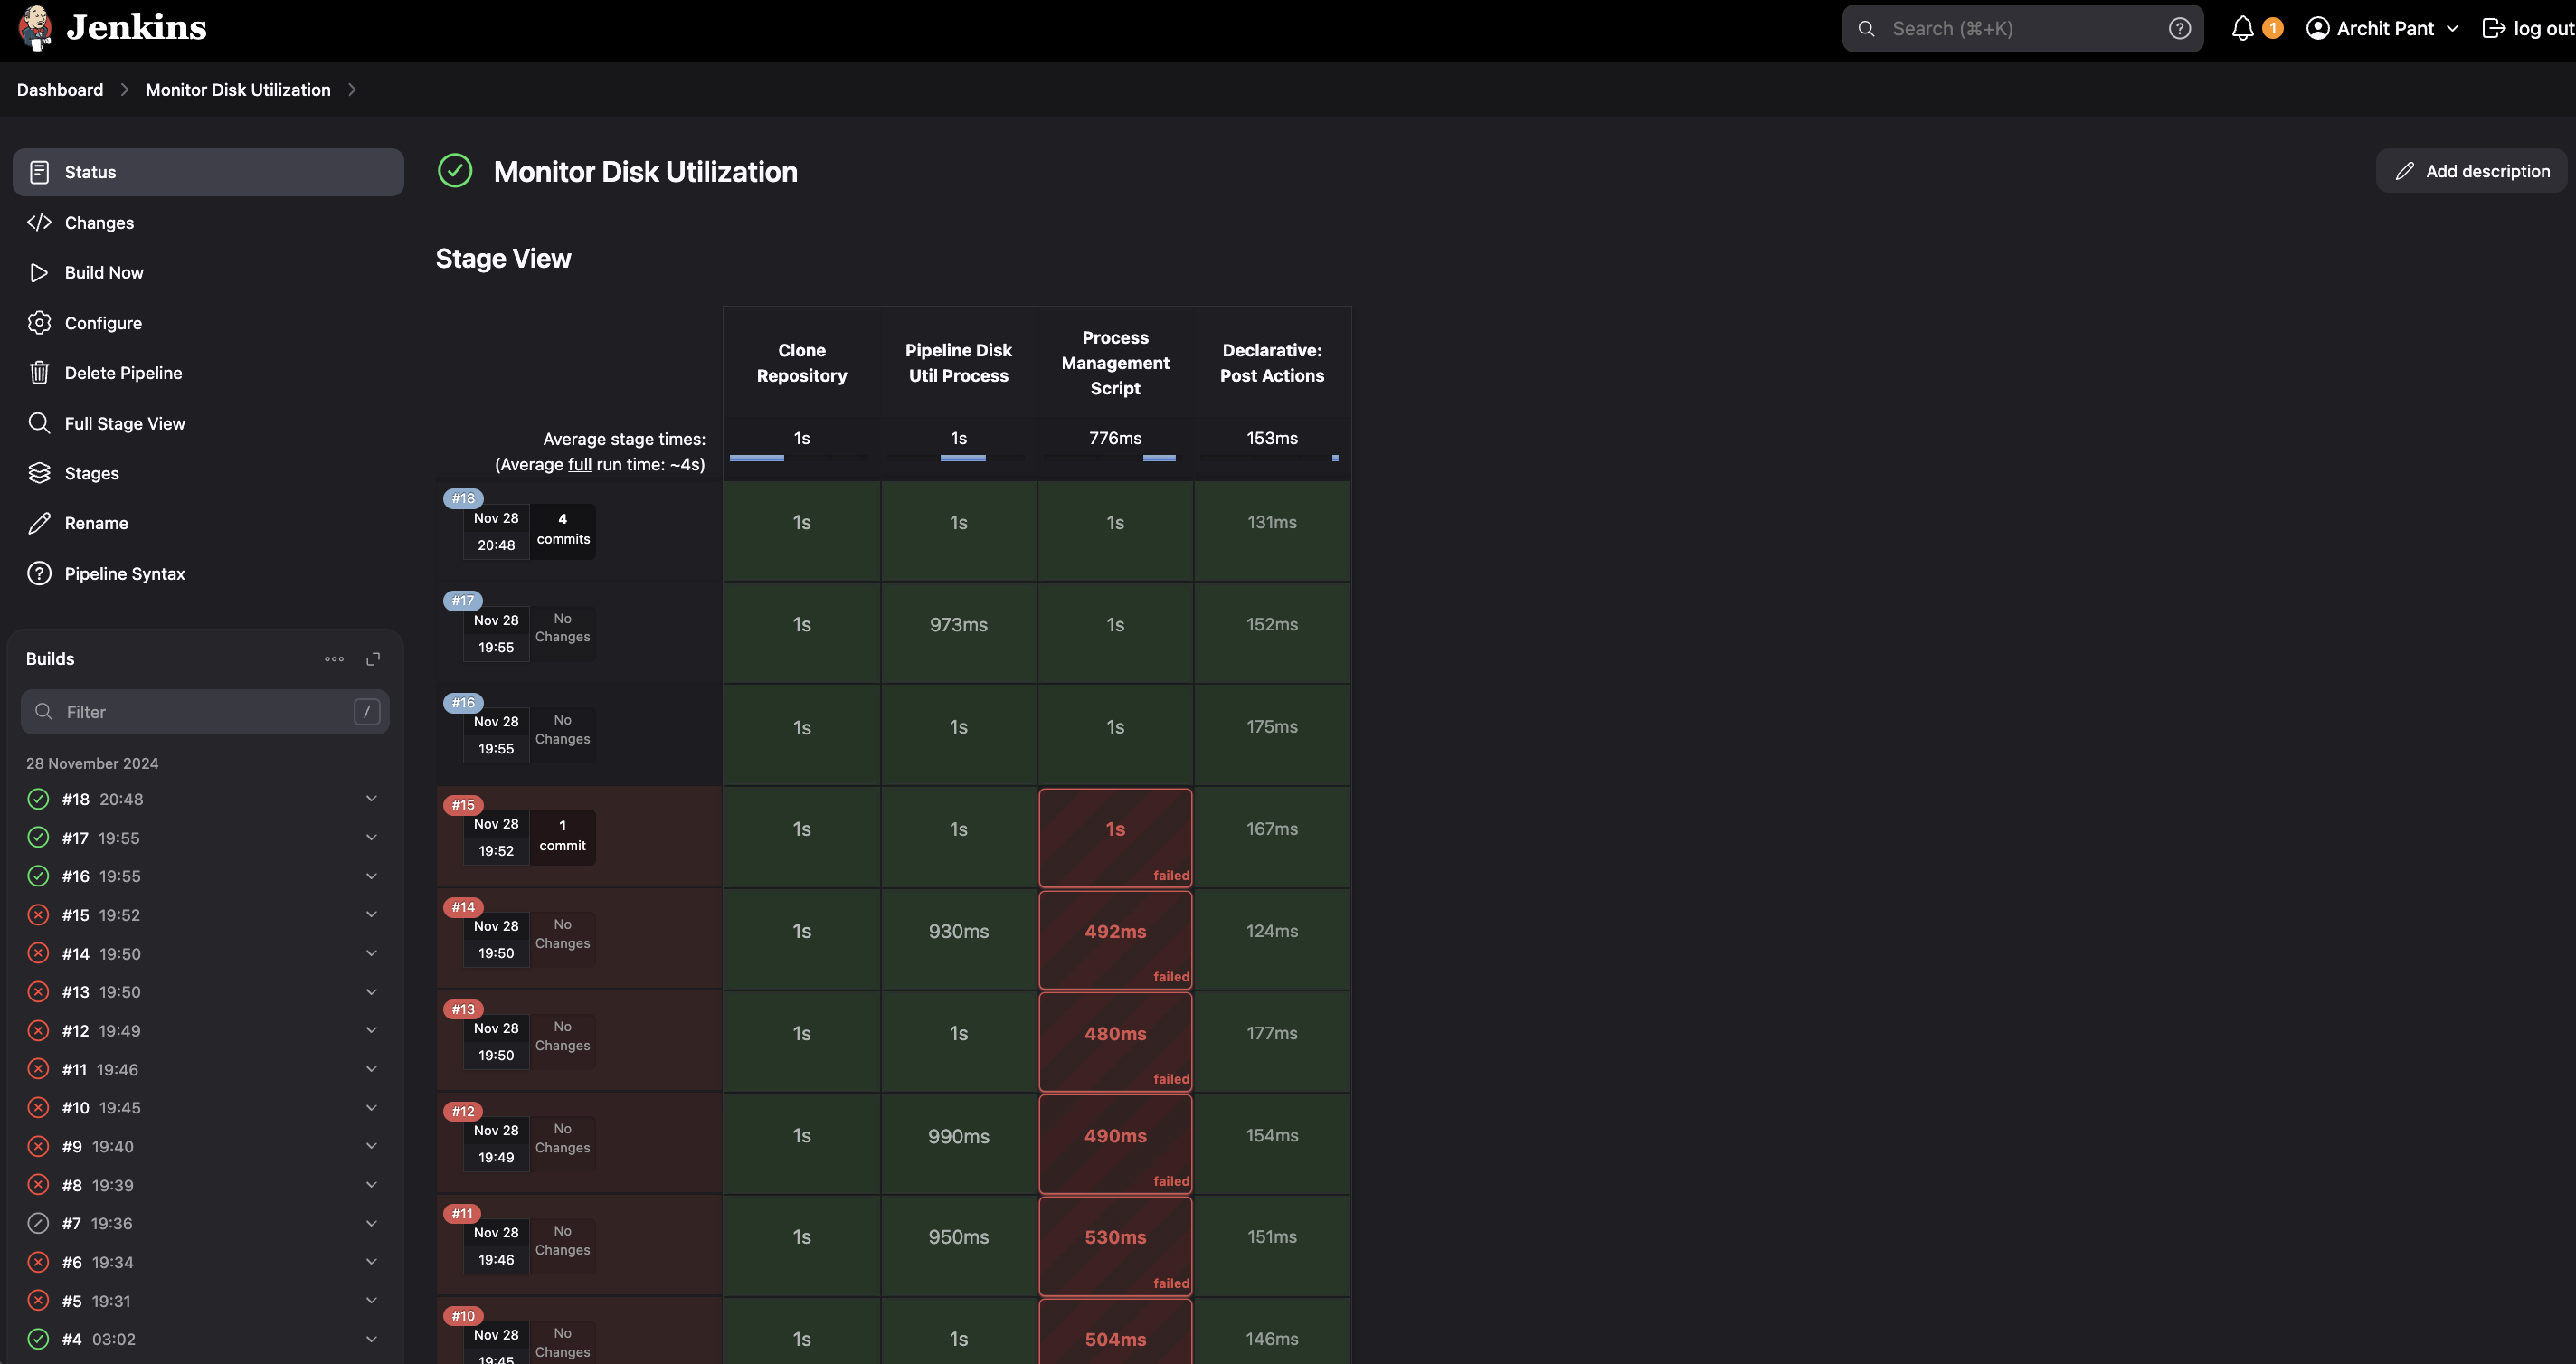 Jenkins
Search (⌘+K)
1
Archit Pant
log out
Dashboard
Monitor Disk Utilization
Status
Changes
Build Now
Configure
Delete Pipeline
Full Stage View
Stages
Rename
Pipeline Syntax
Builds
Filter
/
28 November 2024
#18 20:48
#17 19:55
#16 19:55
#15 19:52
#14 19:50
#13 19:50
#12 19:49
#11 19:46
#10 19:45
#9 19:40
#8 19:39
#7 19:36
#6 19:34
#5 19:31
#4 03:02
Monitor Disk Utilization
Add description
Stage View
Clone
Repository
Pipeline Disk
Util Process
Process
Management
Script
Declarative:
Post Actions
Average stage times:
(Average full run time: ~4s)
1s
1s
776ms
153ms
#18
Nov 28
20:48
4
commits
1s
1s
1s
131ms
#17
Nov 28
19:55
No
Changes
1s
973ms
1s
152ms
#16
Nov 28
19:55
No
Changes
1s
1s
1s
175ms
#15
Nov 28
19:52
1
commit
1s
1s
1s
failed
167ms
#14
Nov 28
19:50
No
Changes
1s
930ms
492ms
failed
124ms
#13
Nov 28
19:50
No
Changes
1s
1s
480ms
failed
177ms
#12
Nov 28
19:49
No
Changes
1s
990ms
490ms
failed
154ms
#11
Nov 28
19:46
No
Changes
1s
950ms
530ms
failed
151ms
#10
Nov 28
19:45
No
Changes
1s
1s
504ms
146ms